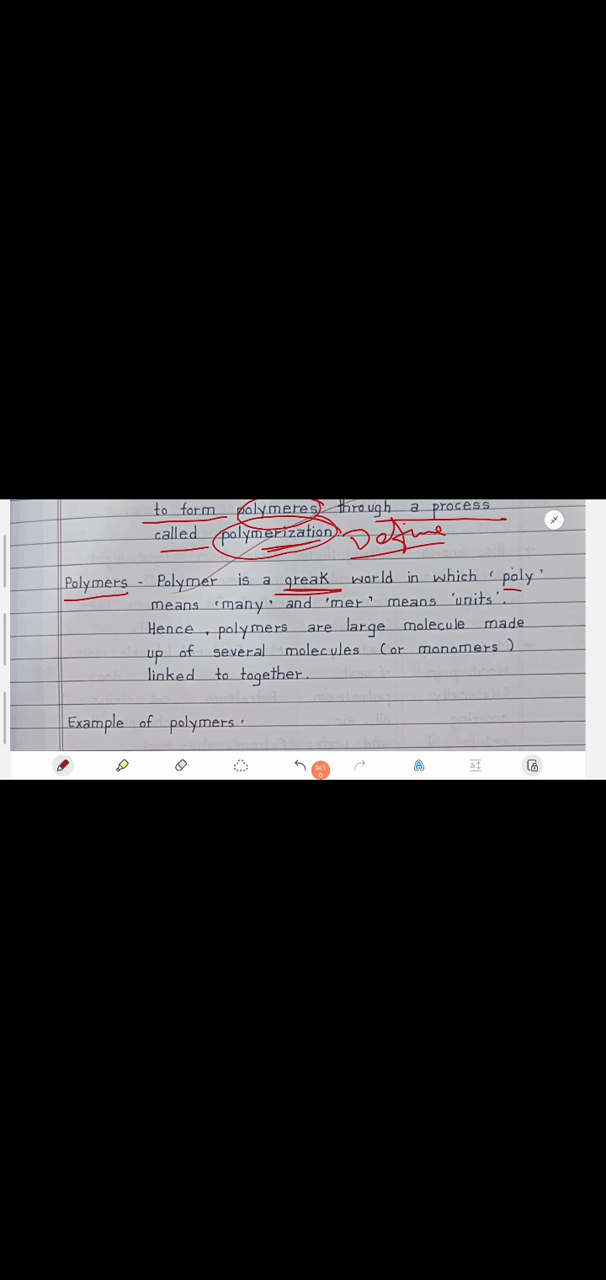 to form polymeres through a process
called polymerization Define
Polymers - Polymer is a greak world in which 'poly'
means 'many' and 'mer' means 'units'.
Hence, polymers are large molecule made
up of several molecules (or monomers)
linked to together.
Example of polymers.